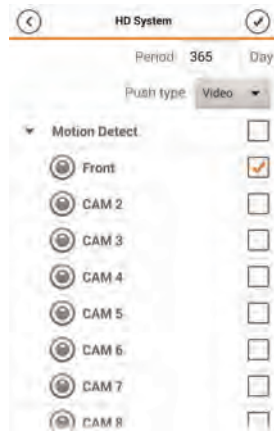 HD System
Period 365 Day
Push type Video
Motion Detect
Front
CAM 2
CAM 3
CAM 4
CAM 5
CAM 6
CAM 7
CAM 8